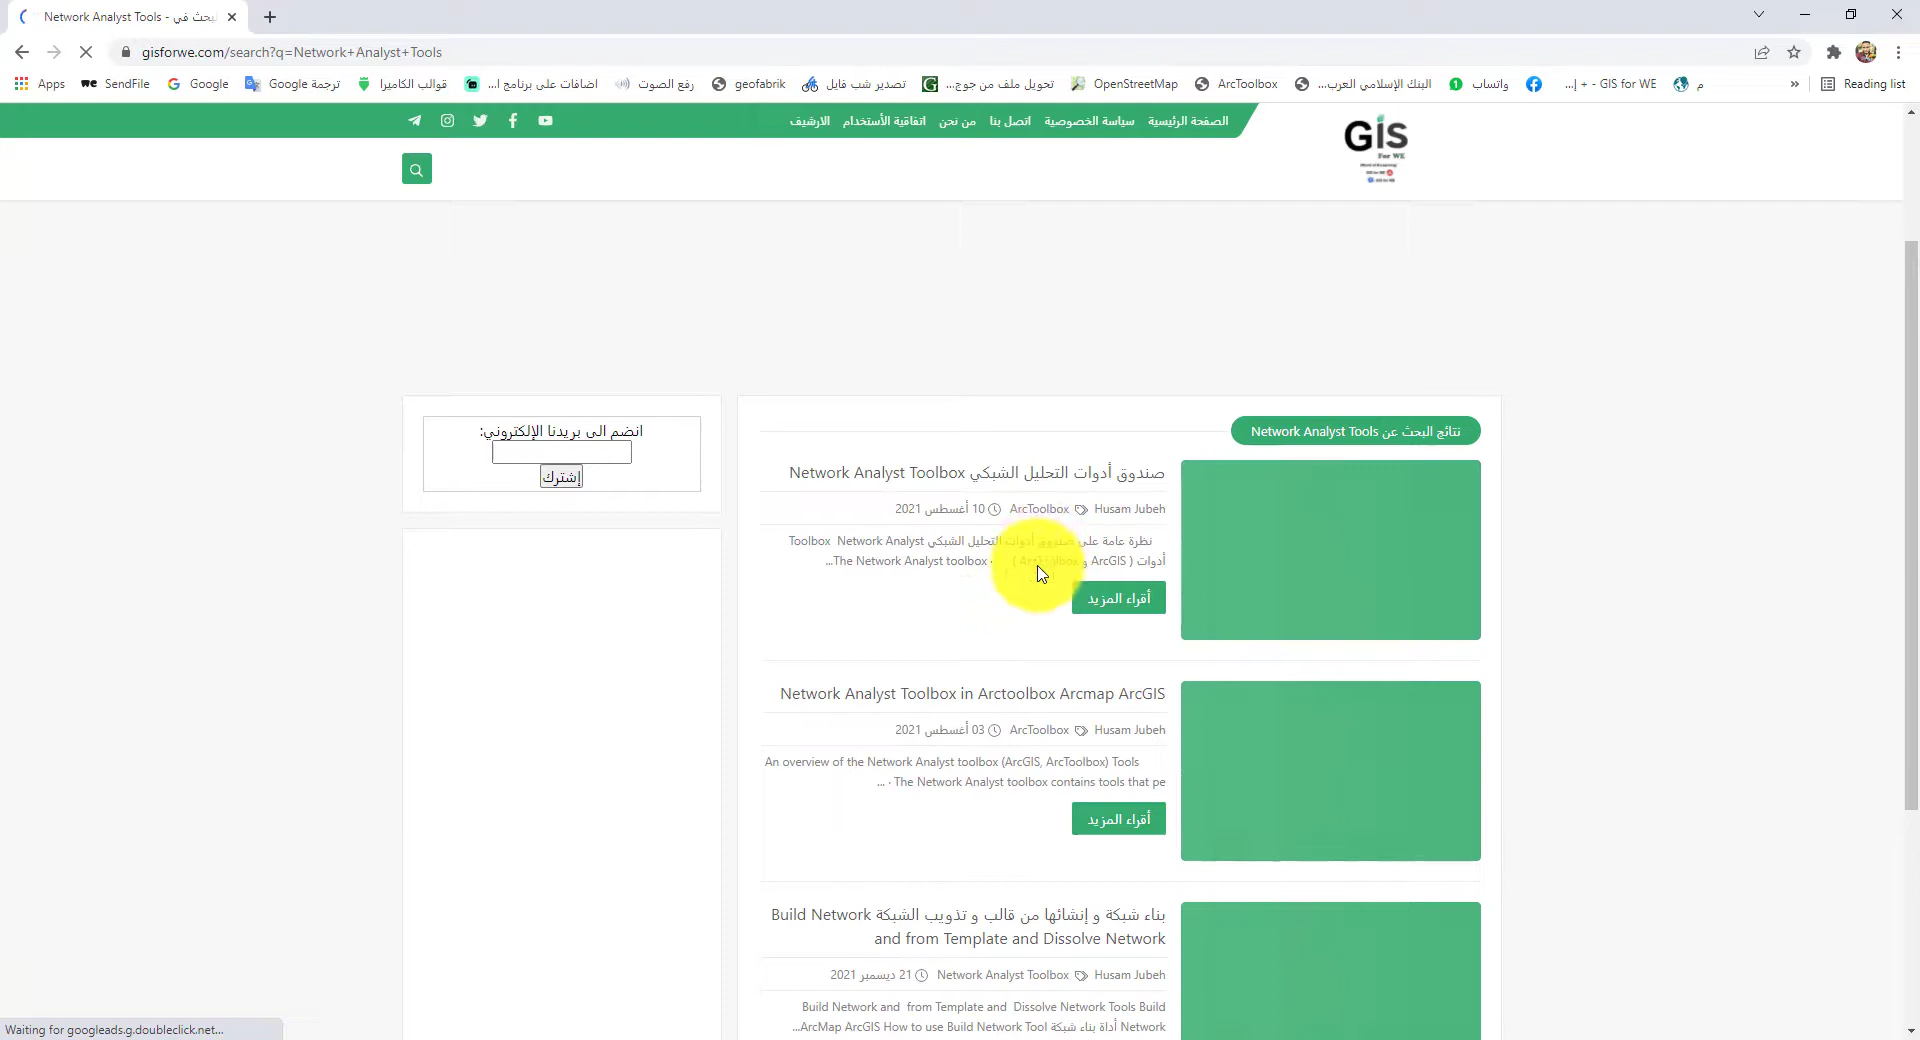 Network Analyst Tools - البحث في
gisforwe.com/search?q=Network+Analyst+Tools
Apps SendFile Google ترجمة Google قوالب الكاميرا اضافات على برنامج ا... رفع الصوت geofabrik تصدير شب فايل تحويل ملف من جوج... OpenStreetMap ArcToolbox البنك الإسلامي العرب... واتساب GIS for WE - + إ... م » Reading list
الصفحة الرئيسية سياسة الخصوصية اتصل بنا من نحن اتفاقية الأستخدام الارشيف
GIS
For WE
نتائج البحث عن Network Analyst Tools
انضم الى بريدنا الإلكتروني:
إشترك
صندوق أدوات التحليل الشبكي Network Analyst Toolbox
Husam Jubeh ArcToolbox 10 أغسطس 2021
نظرة عامة على صندوق أدوات التحليل الشبكي Toolbox Network Analyst
أدوات ( ArcGIS و ArcToolbox ) The Network Analyst toolbox...
أقراء المزيد
Network Analyst Toolbox in Arctoolbox Arcmap ArcGIS
Husam Jubeh ArcToolbox 03 أغسطس 2021
An overview of the Network Analyst toolbox (ArcGIS, ArcToolbox) Tools
... · The Network Analyst toolbox contains tools that pe
أقراء المزيد
بناء شبكة و إنشائها من قالب و تذويب الشبكة Build Network
and from Template and Dissolve Network
Husam Jubeh Network Analyst Toolbox 21 ديسمبر 2021
Build Network and from Template and Dissolve Network Tools Build
Network أداة بناء شبكة ArcMap ArcGIS How to use Build Network Tool...
Waiting for googleads.g.doubleclick.net...